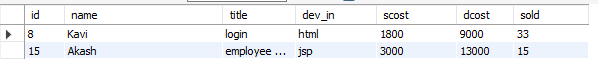 id name title dev_in scost dcost sold
8 Kavi login html 1800 9000 33
15 Akash employee ... jsp 3000 13000 15